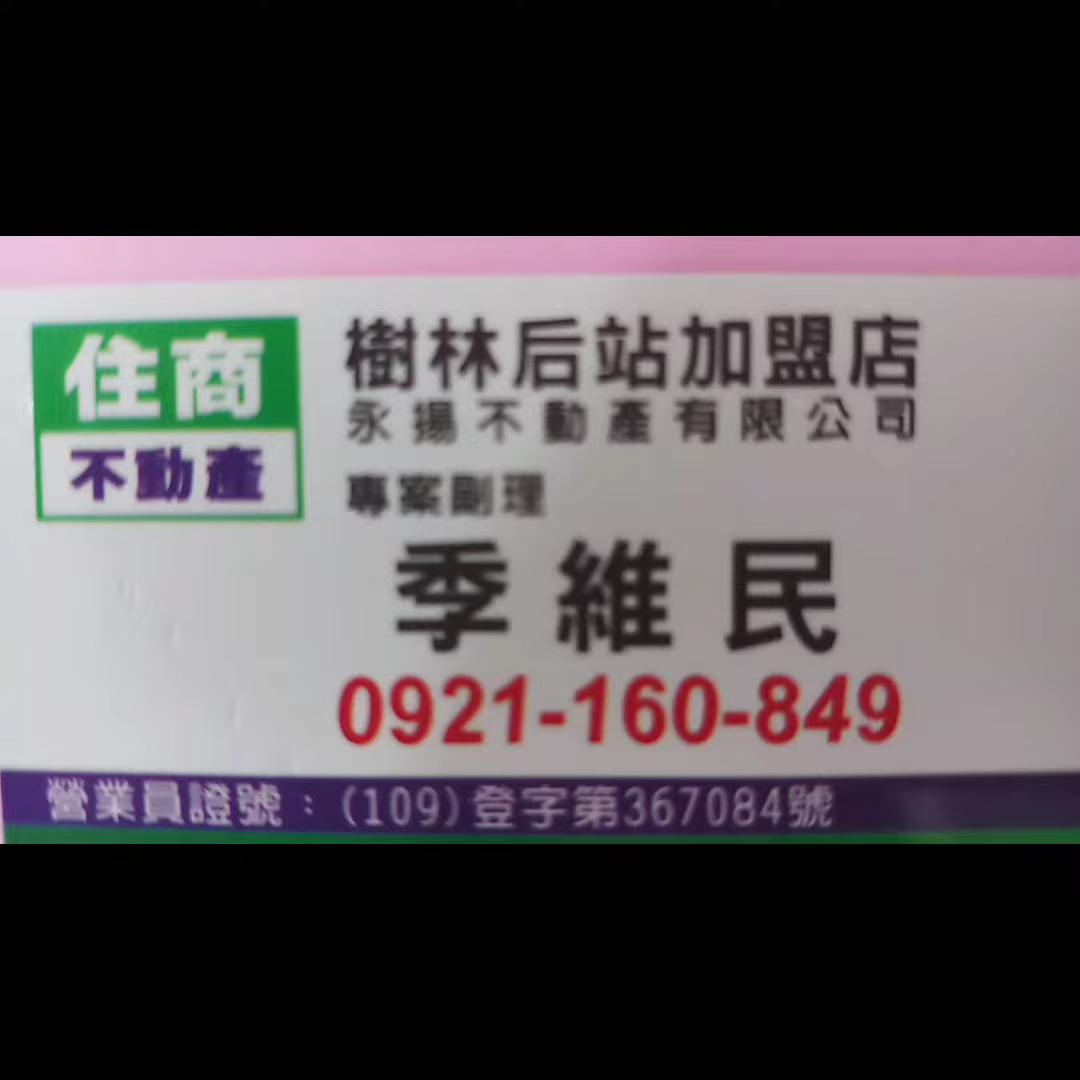 住商
不動產
樹林后站加盟店
永揚不動產有限公司
專案副理
季維民
0921-160-849
營業員證號：(109)登字第367084號